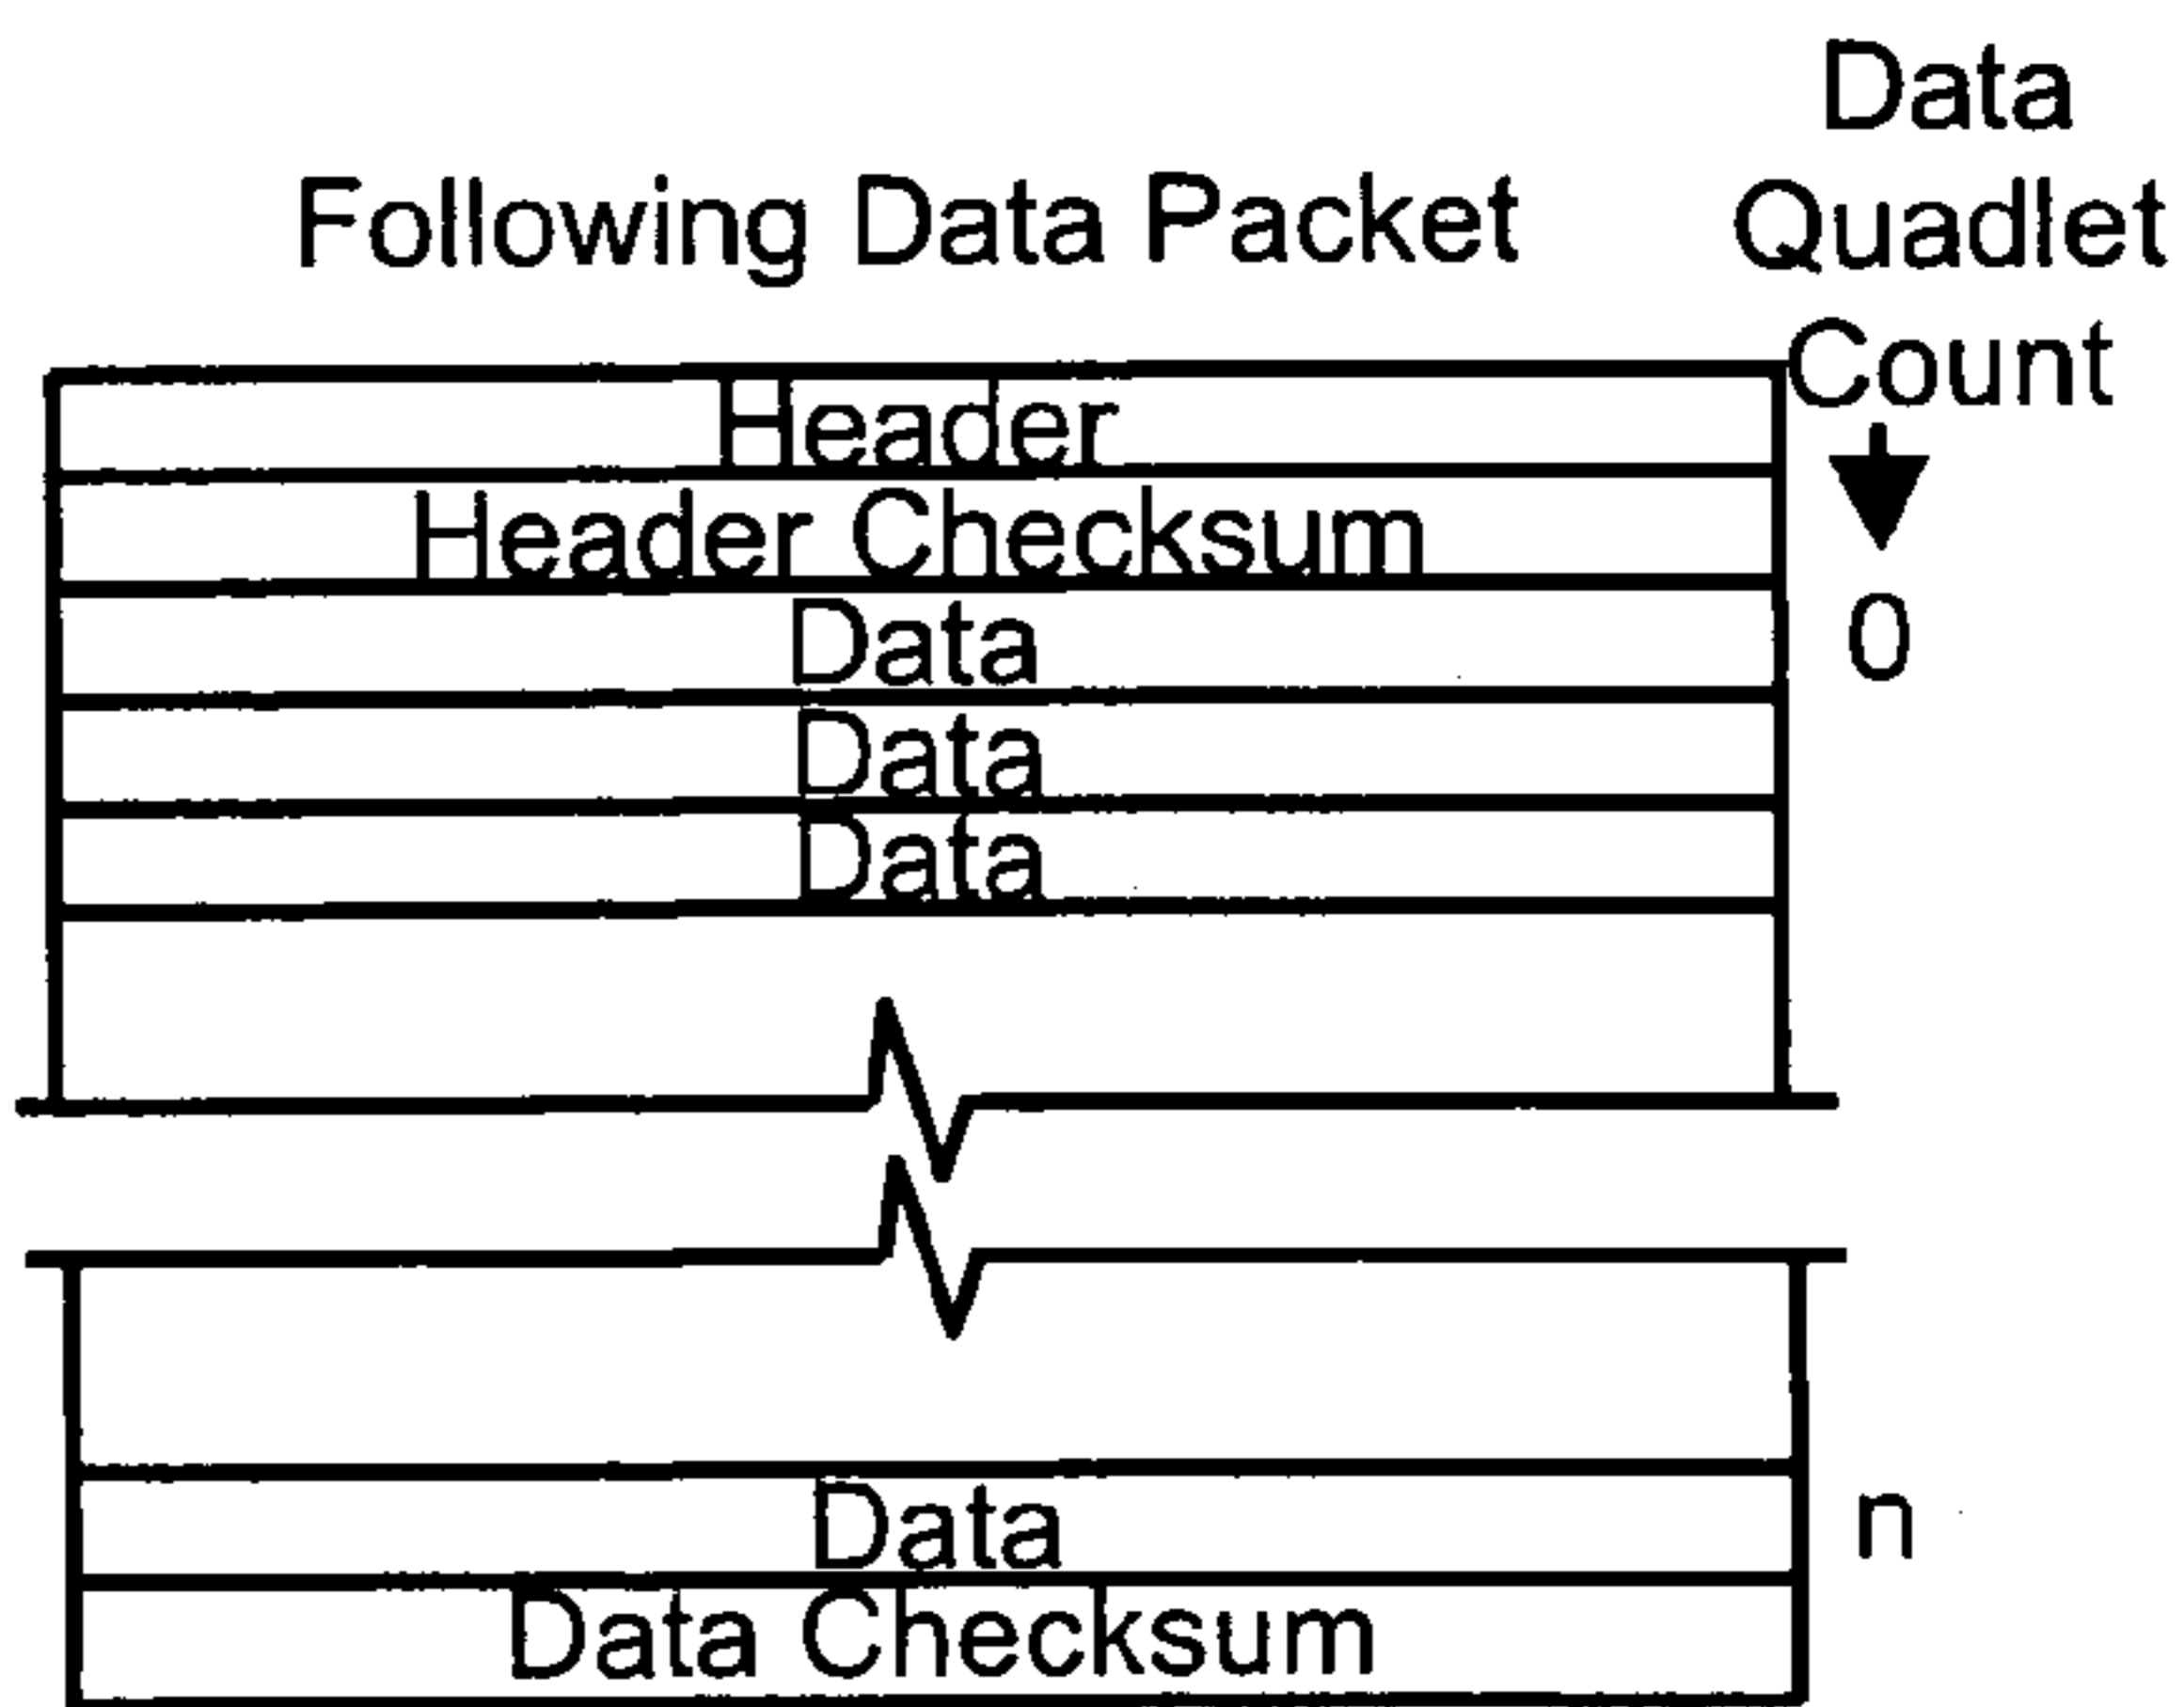 Data
Following Data Packet Quadlet
Count
Header
Header Checksum
Data 0
Data
Data
Data n
Data Checksum